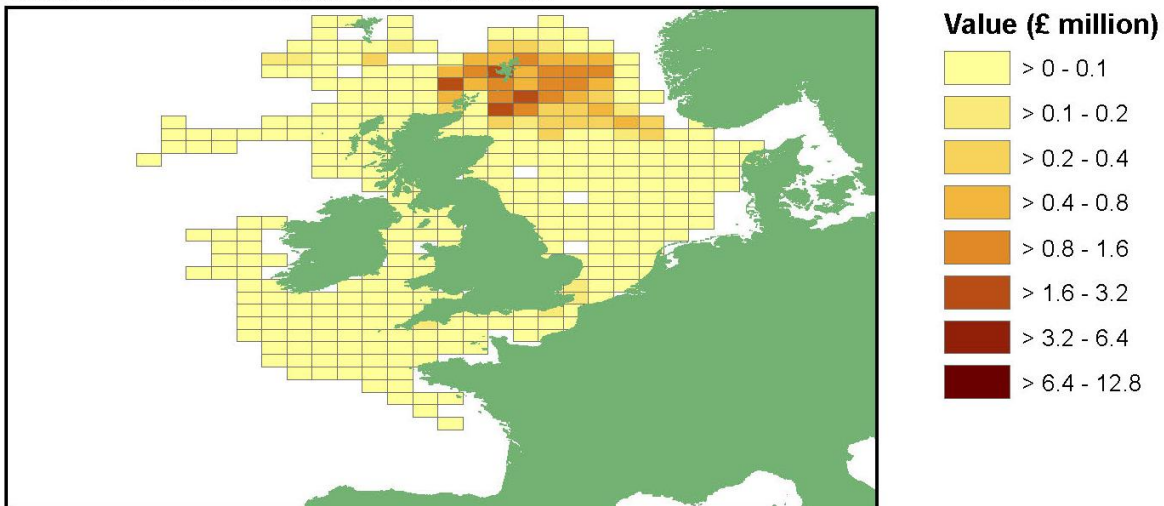 Value (£ million)
> 0 - 0.1
> 0.1 - 0.2
> 0.2 - 0.4
> 0.4 - 0.8
> 0.8 - 1.6
> 1.6 - 3.2
> 3.2 - 6.4
> 6.4 - 12.8